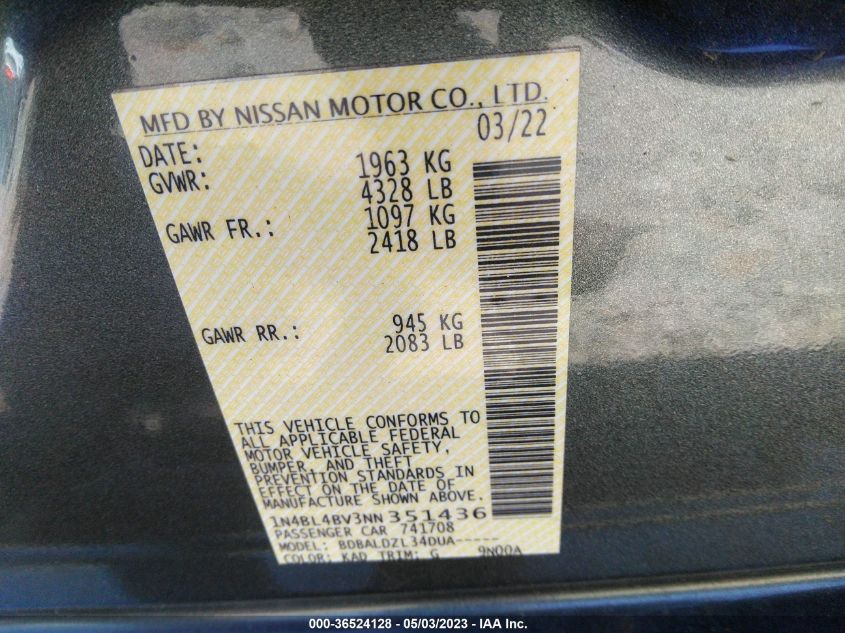 MFD BY NISSAN MOTOR CO., LTD.
DATE: 03/22
GVWR: 1963 KG
4328 LB
GAWR FR.: 1097 KG
2418 LB
GAWR RR.: 945 KG
2083 LB
THIS VEHICLE CONFORMS TO
ALL APPLICABLE FEDERAL
MOTOR VEHICLE SAFETY,
BUMPER, AND THEFT
PREVENTION STANDARDS IN
EFFECT ON THE DATE OF
MANUFACTURE SHOWN ABOVE.
1N4BL4BV3NN351436
PASSENGER CAR 741708
MODEL: BDBALDZL34DUA-----
COLOR: KAD TRIM: G 9N00A
000-36524128 - 05/03/2023 - IAA Inc.